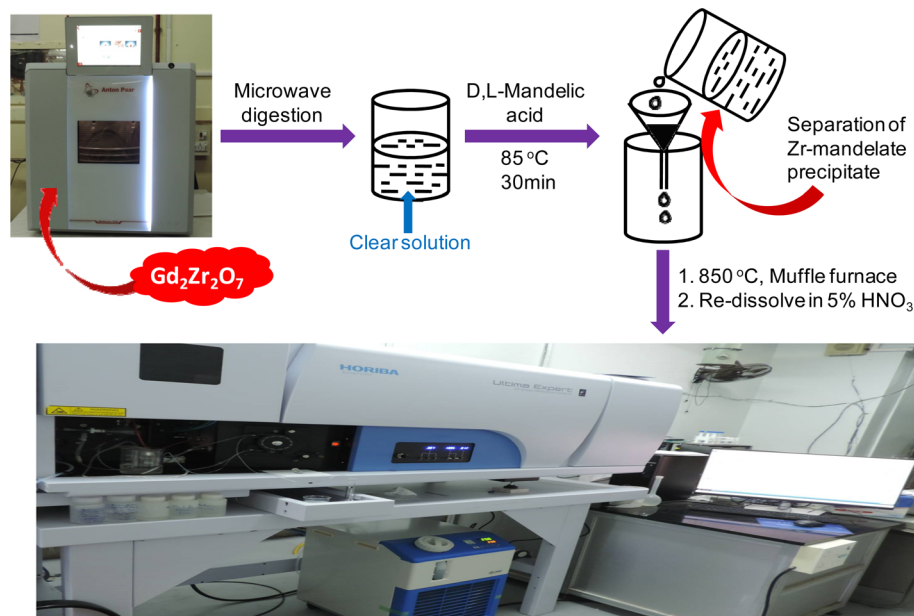 Anton Paar
Microwave
digestion
D,L-Mandelic
acid
85 °C
30min
Separation of
Zr-mandelate
precipitate
Clear solution
Gd₂Zr₂O₇
1. 850 °C, Muffle furnace
2. Re-dissolve in 5% HNO₃
HORIBA
Ultima Expert